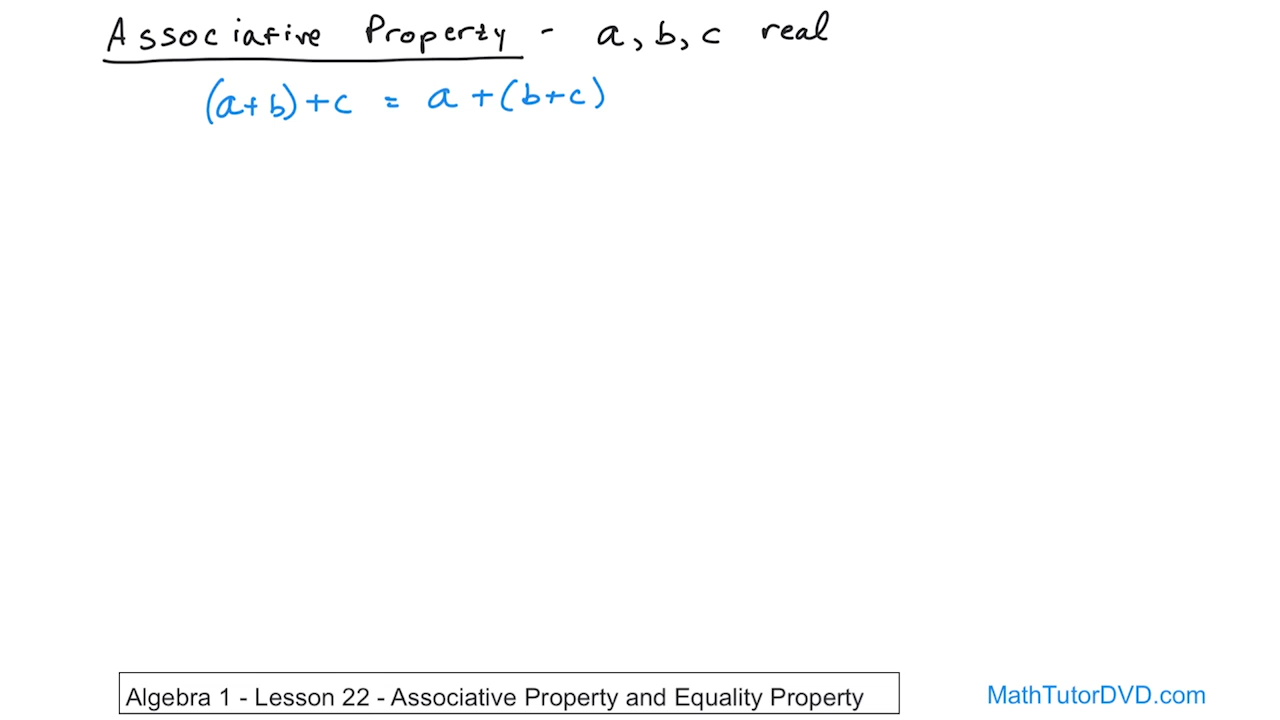 Associative Property - a, b, c real
(a+b)+c = a+(b+c)
Algebra 1 - Lesson 22 - Associative Property and Equality Property
MathTutorDVD.com